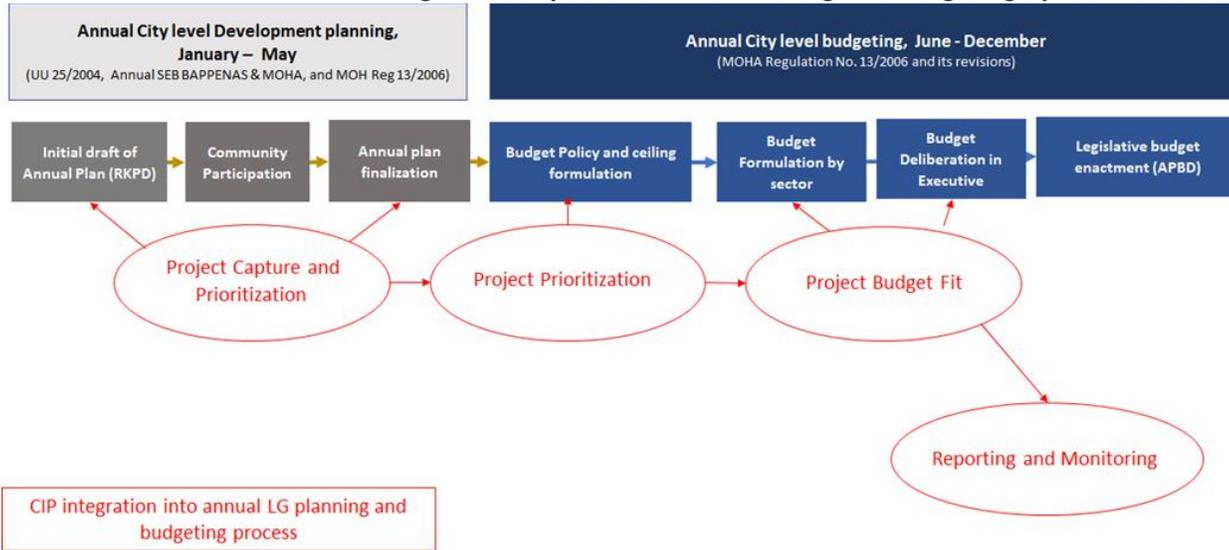 Annual City level Development planning,
January – May
(UU 25/2004, Annual SEB BAPPENAS & MOHA, and MOH Reg 13/2006)
Annual City level budgeting, June - December
(MOHA Regulation No. 13/2006 and its revisions)
Initial draft of
Annual Plan (RKPD)
Community
Participation
Annual plan
finalization
Budget Policy and ceiling
formulation
Budget
Formulation by
sector
Budget
Deliberation in
Executive
Legislative budget
enactment (APBD)
Project Capture and
Prioritization
Project Prioritization
Project Budget Fit
Reporting and Monitoring
CIP integration into annual LG planning and
budgeting process